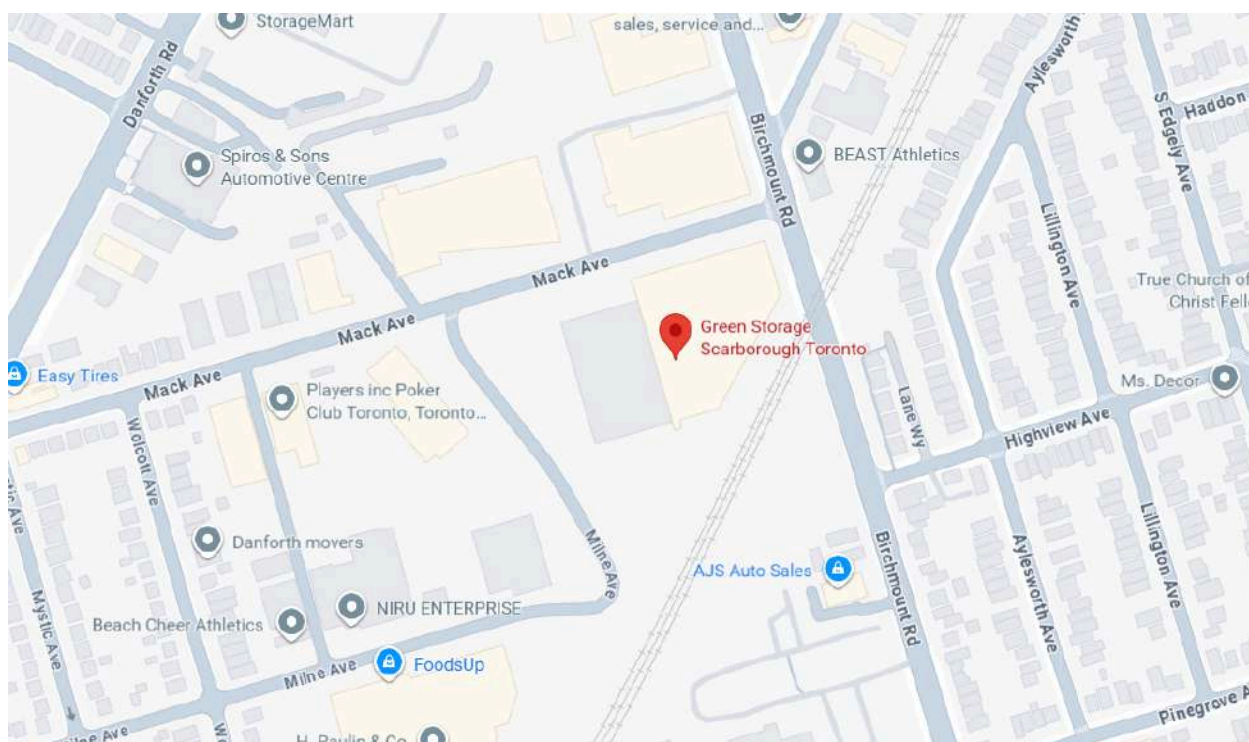 StorageMart
sales, service and...
Danforth Rd
Aylesworth
Haddon
S Edgely Ave
Spiros & Sons
Automotive Centre
BEAST Athletics
Birchmount Rd
Lillington Ave
Mack Ave
True Church of
Christ Fell
Green Storage
Scarborough Toronto
Mack Ave
Easy Tires
Mack Ave
Ms. Decor
Players inc Poker
Club Toronto, Toronto...
Lane Wy
Highview Ave
Wolcott Ave
Danforth movers
Milne Ave
AJS Auto Sales
Birchmount Rd
Aylesworth Ave
Lillington Ave
Mystic Ave
Beach Cheer Athletics
NIRU ENTERPRISE
Milne Ave
FoodsUp
Pinegrove A
H. Paulin & Co